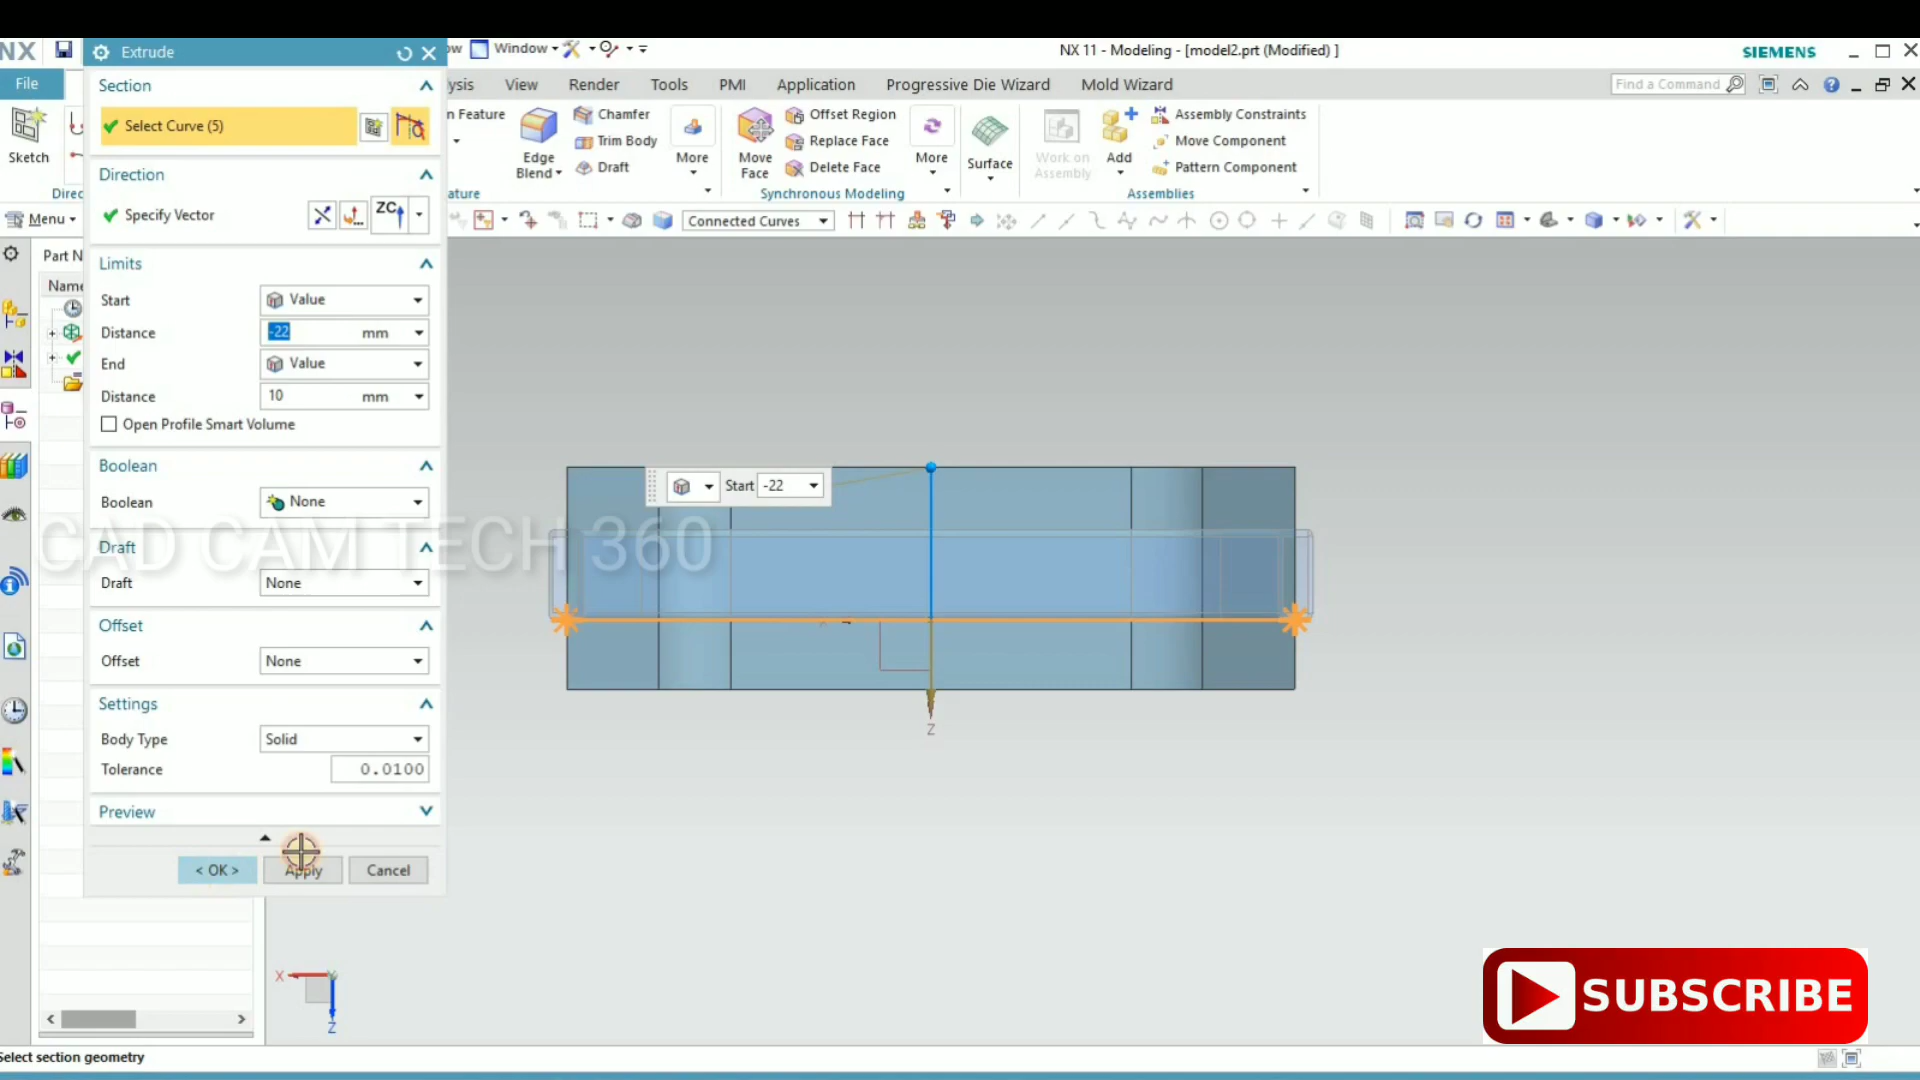 NX
Extrude
ow
Window
NX 11 - Modeling - [model2.prt (Modified) ]
SIEMENS
File
ysis
View
Render
Tools
PMI
Application
Progressive Die Wizard
Mold Wizard
Find a Command
Section
Select Curve (5)
Sketch
n Feature
Edge
Blend
Chamfer
Trim Body
Draft
More
Move
Face
Offset Region
Replace Face
Delete Face
More
Surface
Work on
Assembly
Add
Assembly Constraints
Move Component
Pattern Component
Direc
ature
Synchronous Modeling
Assemblies
Direction
Specify Vector
ZC
Menu
Connected Curves
Part N
Name
Limits
Start
Value
Distance
-22
mm
End
Value
Distance
10
mm
Open Profile Smart Volume
Boolean
Boolean
None
Start
-22
CAD CAM TECH 360
Draft
Draft
None
Offset
Offset
None
Settings
Body Type
Solid
Tolerance
0.0100
Z
Preview
< OK >
Apply
Cancel
X
Y
Z
SUBSCRIBE
Select section geometry